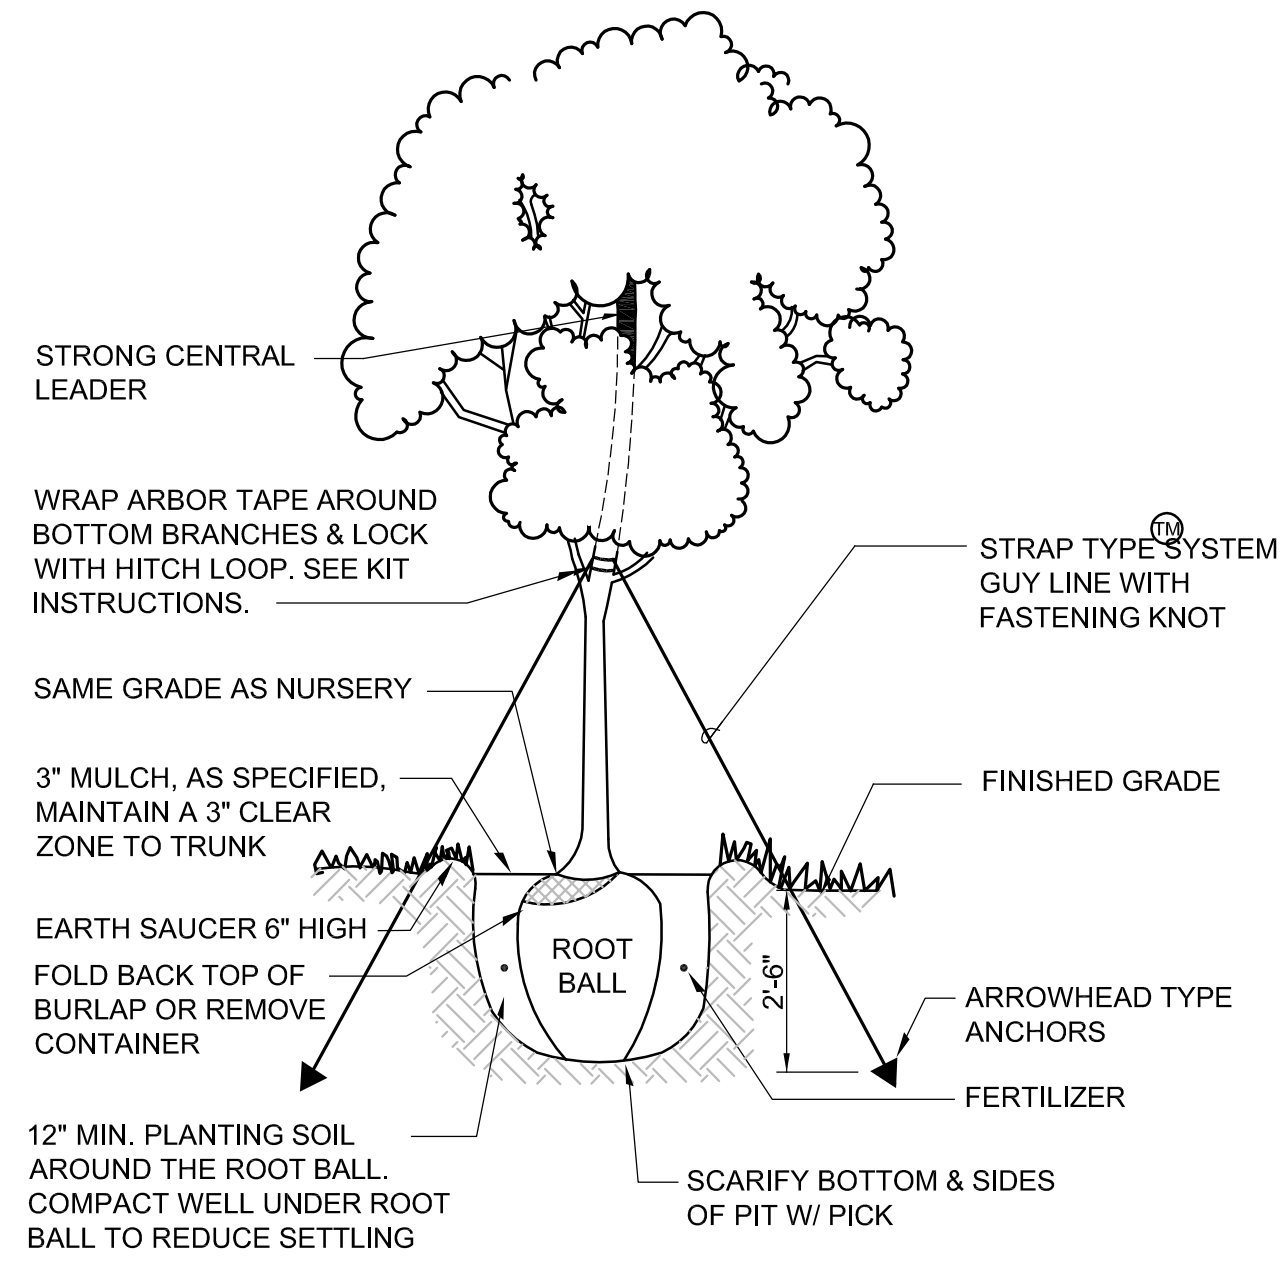 STRONG CENTRAL
LEADER
WRAP ARBOR TAPE AROUND
BOTTOM BRANCHES & LOCK
WITH HITCH LOOP. SEE KIT
INSTRUCTIONS.
TM
STRAP TYPE SYSTEM
GUY LINE WITH
FASTENING KNOT
SAME GRADE AS NURSERY
3" MULCH, AS SPECIFIED,
MAINTAIN A 3" CLEAR
ZONE TO TRUNK
FINISHED GRADE
EARTH SAUCER 6" HIGH
FOLD BACK TOP OF
BURLAP OR REMOVE
CONTAINER
ROOT
BALL
2'-6"
ARROWHEAD TYPE
ANCHORS
FERTILIZER
12" MIN. PLANTING SOIL
AROUND THE ROOT BALL.
COMPACT WELL UNDER ROOT
BALL TO REDUCE SETTLING
SCARIFY BOTTOM & SIDES
OF PIT W/ PICK